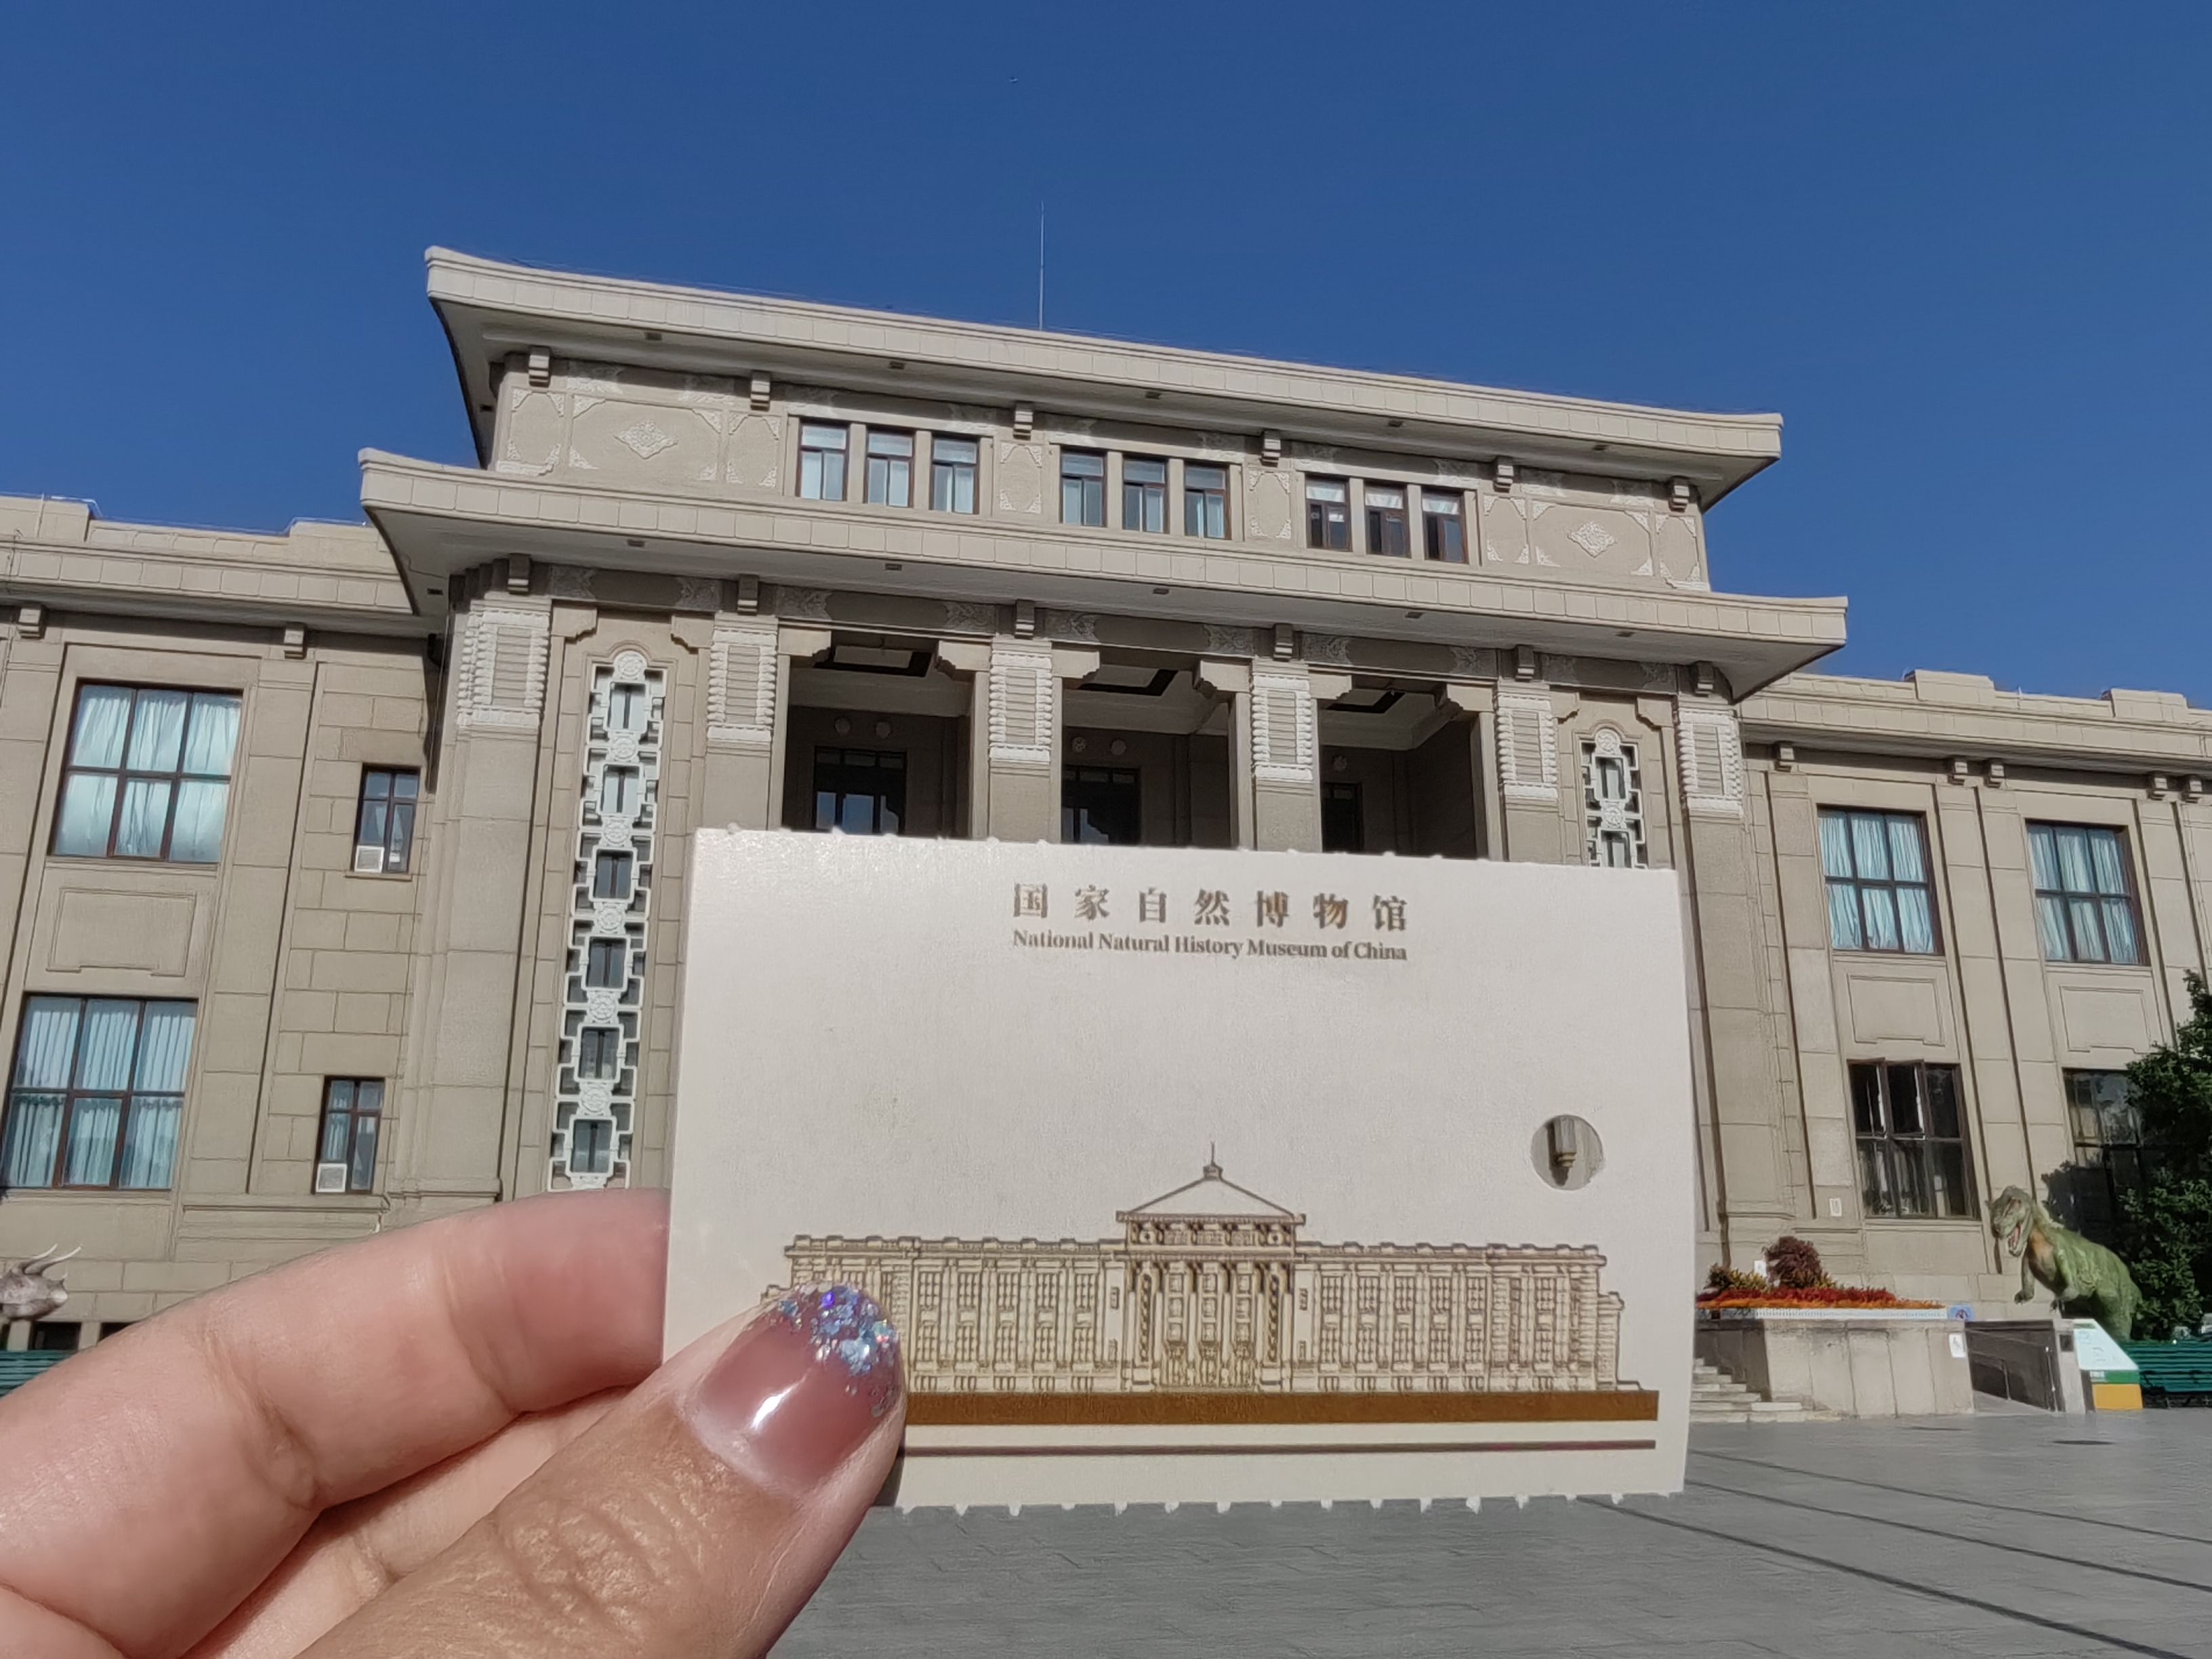 国家自然博物馆
National Natural History Museum of China